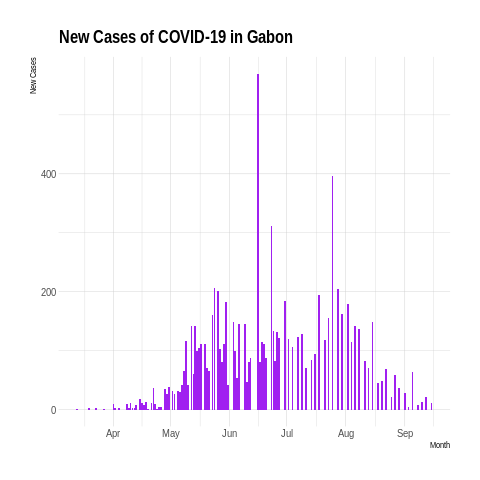 New Cases of COVID-19 in Gabon
New Cases
400
200
0
Apr May Jun Jul Aug Sep
Month